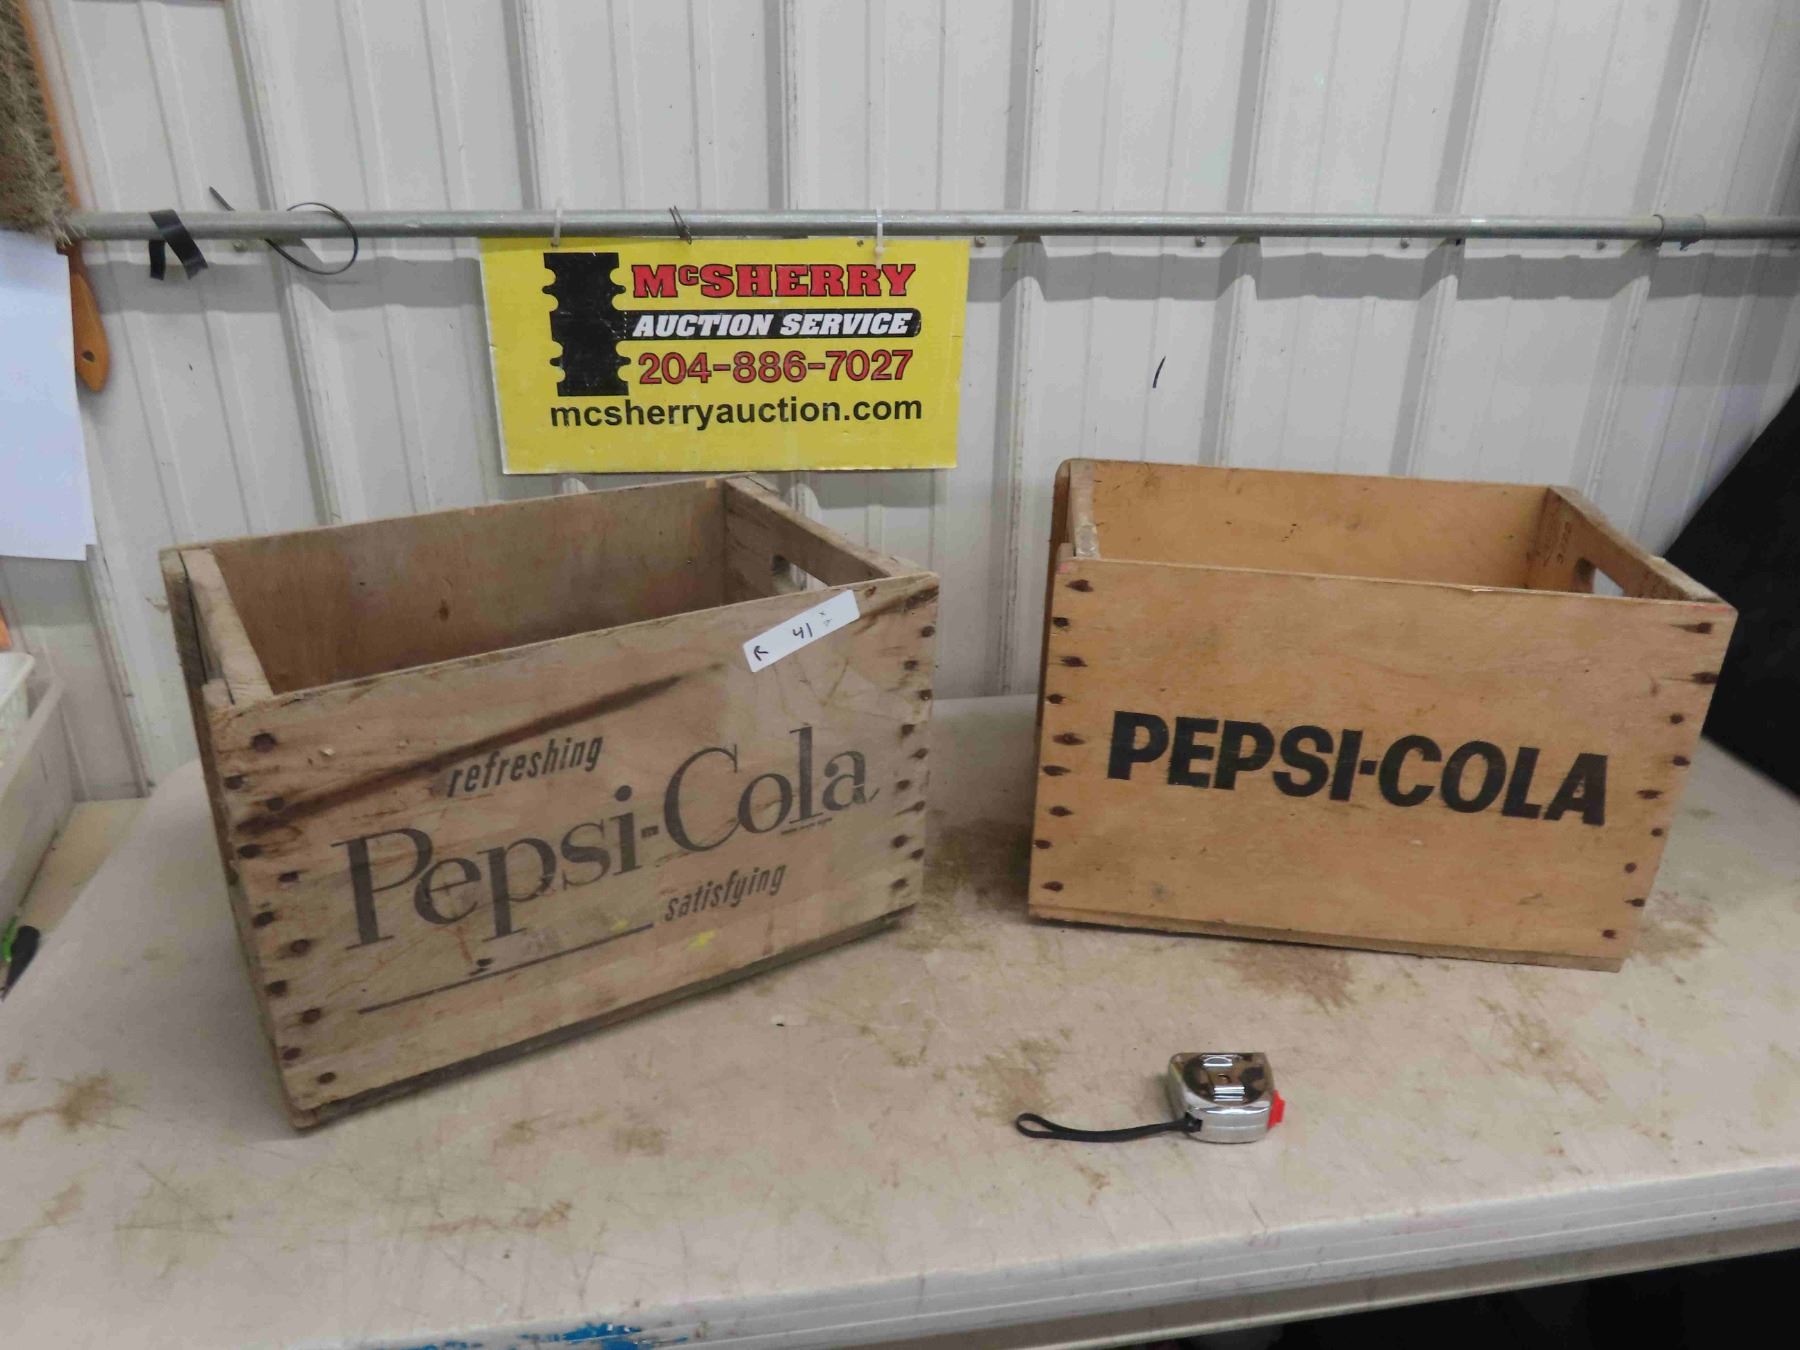 McSHERRY
AUCTION SERVICE
204-886-7027
mcsherryauction.com
R 41
refreshing
Pepsi-Cola
satisfying
PEPSI-COLA